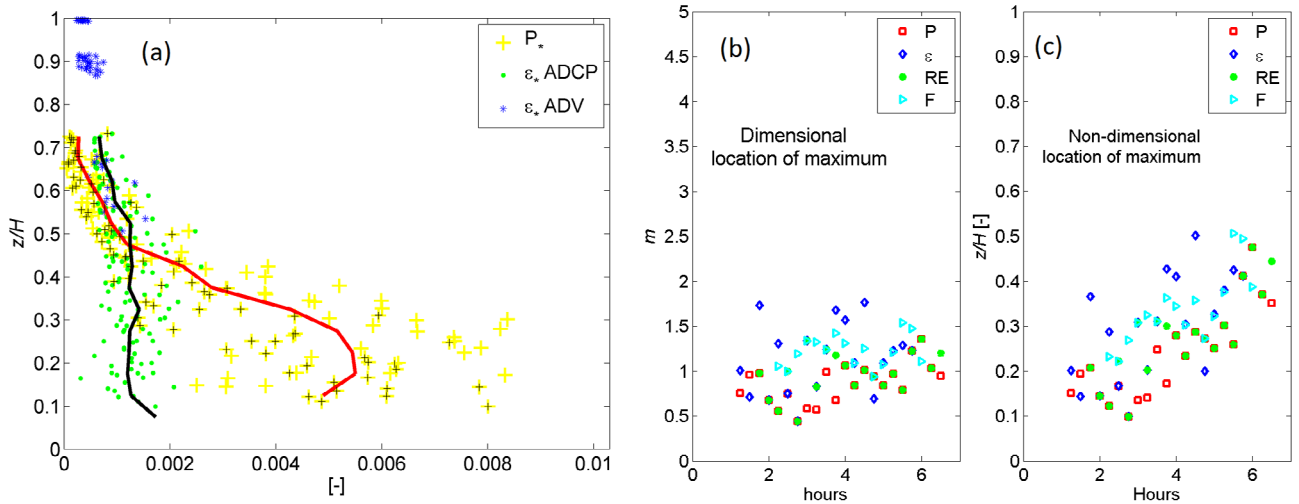 (a)
P*
ε* ADCP
ε* ADV
1
0.9
0.8
0.7
0.6
0.5
0.4
0.3
0.2
0.1
0
z/H
0 0.002 0.004 0.006 0.008 0.01
[-]
(b)
P
ε
RE
F
Dimensional
location of maximum
5
4.5
4
3.5
3
2.5
2
1.5
1
0.5
0
m
0 2 4 6
hours
(c)
P
ε
RE
F
Non-dimensional
location of maximum
1
0.9
0.8
0.7
0.6
0.5
0.4
0.3
0.2
0.1
0
z/H [-]
0 2 4 6
Hours